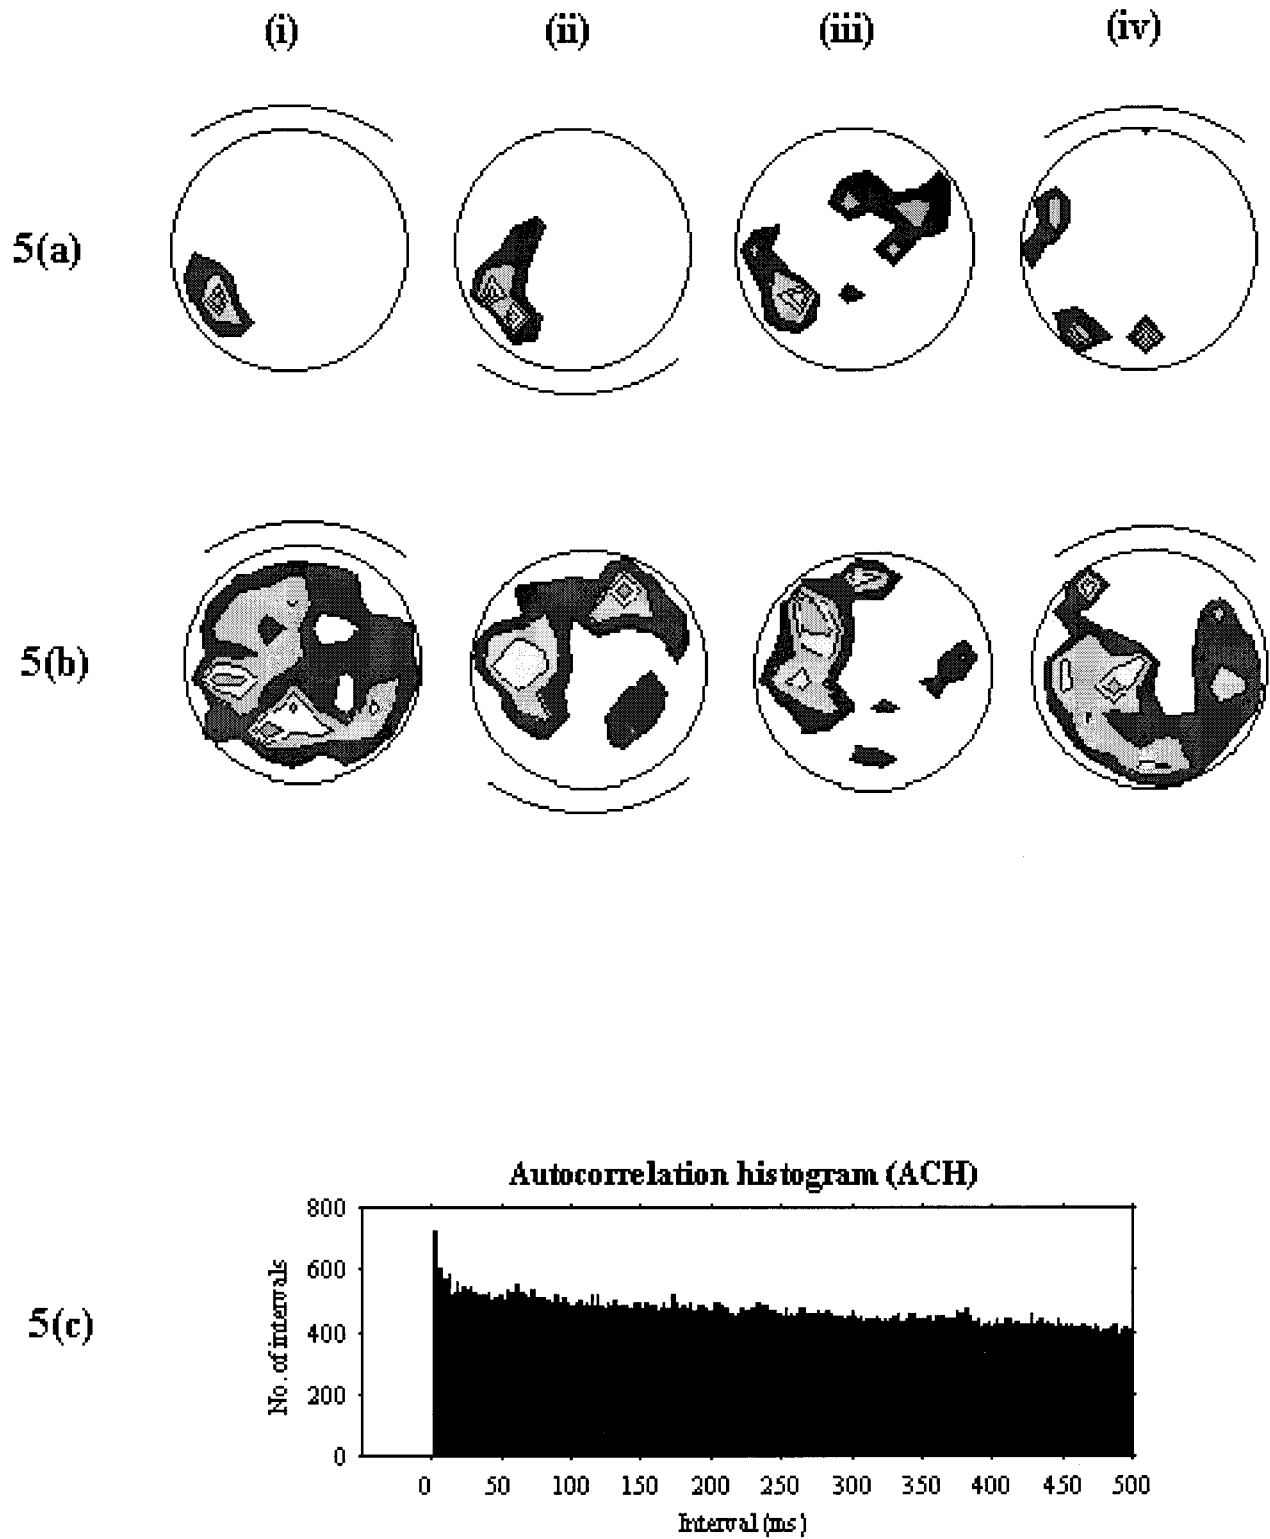 (i) (ii) (iii) (iv)
5(a)
5(b)
5(c)
Autocorrelation histogram (ACH)
No. of intervals
800
600
400
200
0
0 50 100 150 200 250 300 350 400 450 500
Interval (ms)